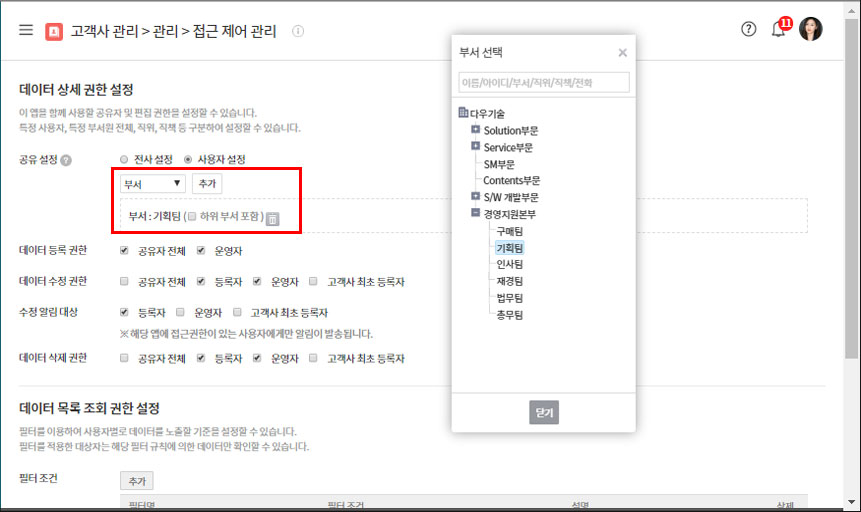 고객사 관리 > 관리 > 접근 제어 관리
11
데이터 상세 권한 설정
이 앱을 함께 사용할 공유자 및 편집 권한을 설정할 수 있습니다.
특정 사용자, 특정 부서원 전체, 직위, 직책 등 구분하여 설정할 수 있습니다.
공유 설정 ? 전사 설정 사용자 설정
부서 ▼ 추가
부서 : 기획팀 ( 하위 부서 포함 )
데이터 등록 권한 공유자 전체 운영자
데이터 수정 권한 공유자 전체 등록자 운영자 고객사 최초 등록자
수정 알림 대상 등록자 운영자 고객사 최초 등록자
※ 해당 앱에 접근권한이 있는 사용자에게만 알림이 발송됩니다.
데이터 삭제 권한 공유자 전체 등록자 운영자 고객사 최초 등록자
데이터 목록 조회 권한 설정
필터를 이용하여 사용자별로 데이터를 노출할 기준을 설정할 수 있습니다.
필터를 적용한 대상자는 해당 필터 규칙에 의한 데이터만 확인할 수 있습니다.
필터 조건 추가
필터명 필터 조건 설명 삭제
부서 선택
이름/아이디/부서/직위/직책/전화
다우기술
Solution부문
Service부문
SM부문
Contents부문
S/W 개발부문
경영지원본부
구매팀
기획팀
인사팀
재경팀
법무팀
총무팀
닫기